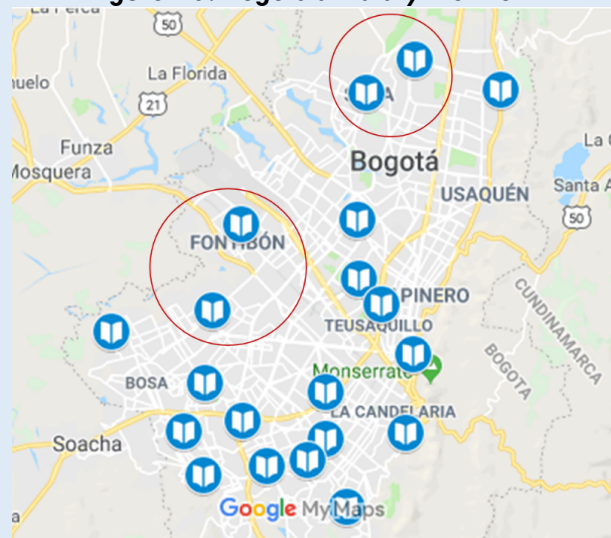 La Florida
21
Funza
Mosquera
Bogotá
USAQUÉN
50
Santa A
FONTIBÓN
50
PINERO
TEUSAQUILLO
CUNDINAMARCA
BOGOTA
Monserrate
BOSA
LA CANDELARIA
Soacha
Google My Maps